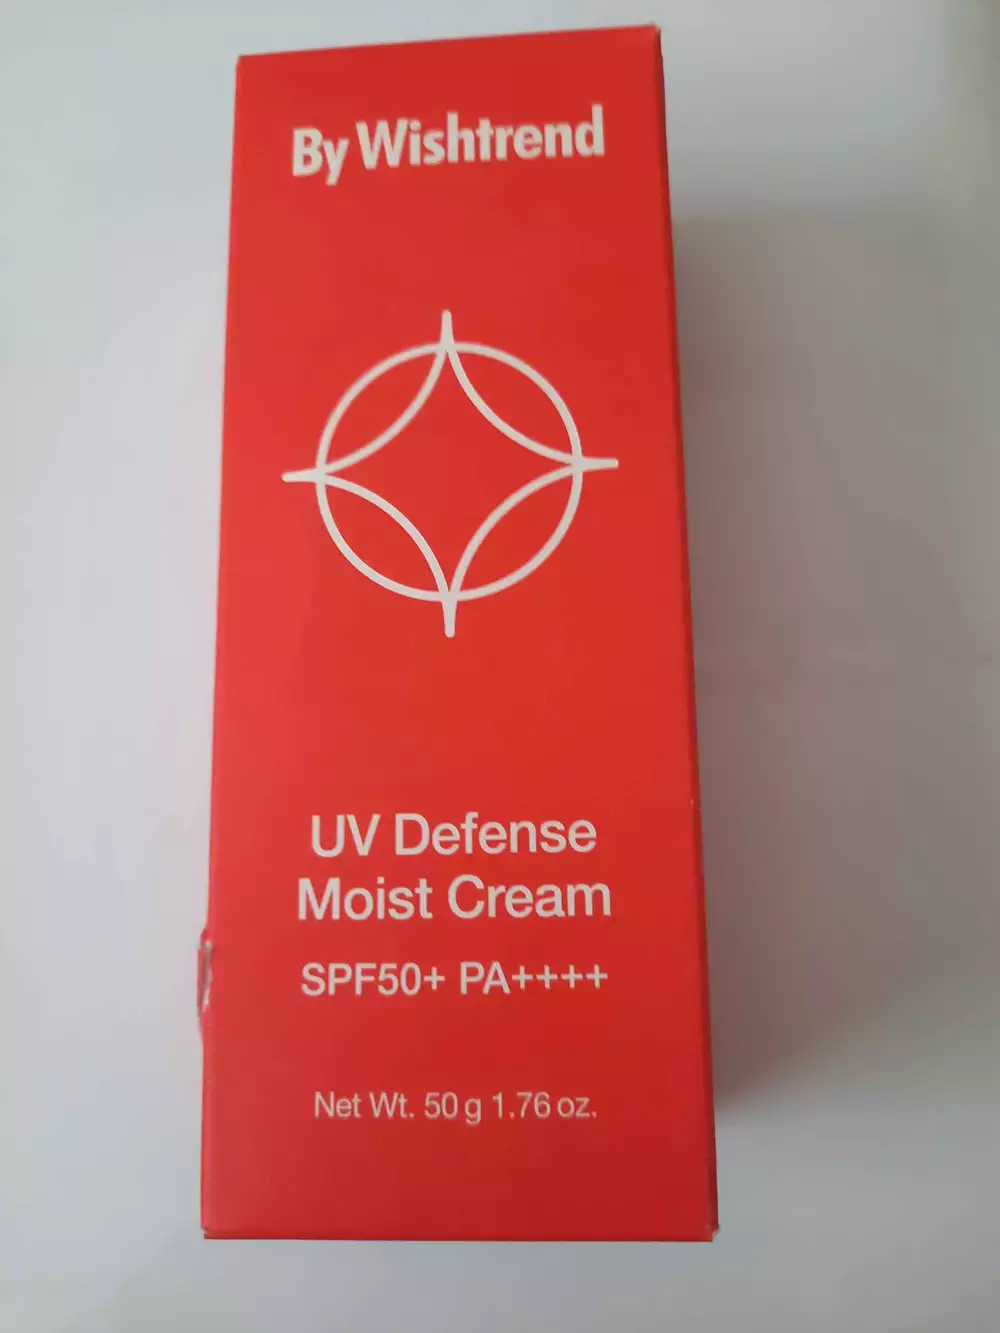 By Wishtrend
UV Defense
Moist Cream
SPF50+ PA++++
Net Wt. 50 g 1.76 oz.